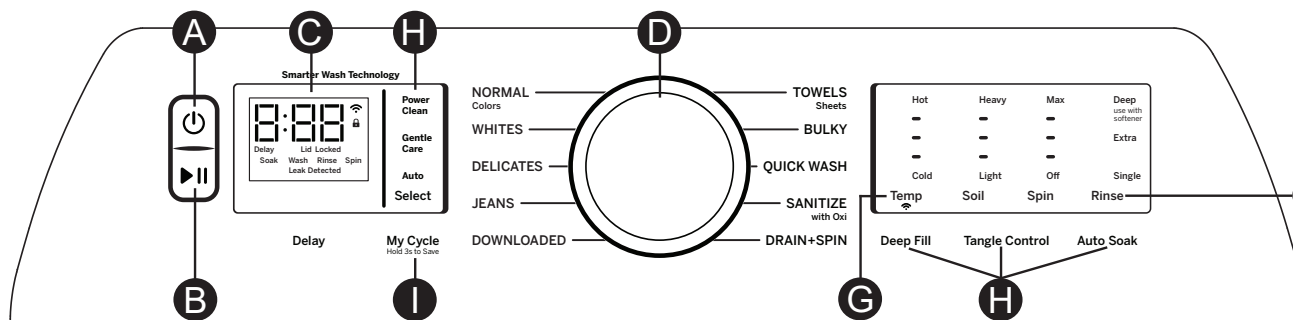 A
C
H
D
Smarter Wash Technology
8:88
Delay Lid Locked
Soak Wash Rinse Spin
Leak Detected
Power
Clean
Gentle
Care
Auto
Select
Delay
My Cycle
Hold 3s to Save
B
I
NORMAL
Colors
WHITES
DELICATES
JEANS
DOWNLOADED
TOWELS
Sheets
BULKY
QUICK WASH
SANITIZE
with Oxi
DRAIN+SPIN
Hot Heavy Max Deep
use with
softener
Extra
Cold Light Off Single
Temp Soil Spin Rinse
Deep Fill Tangle Control Auto Soak
G
H